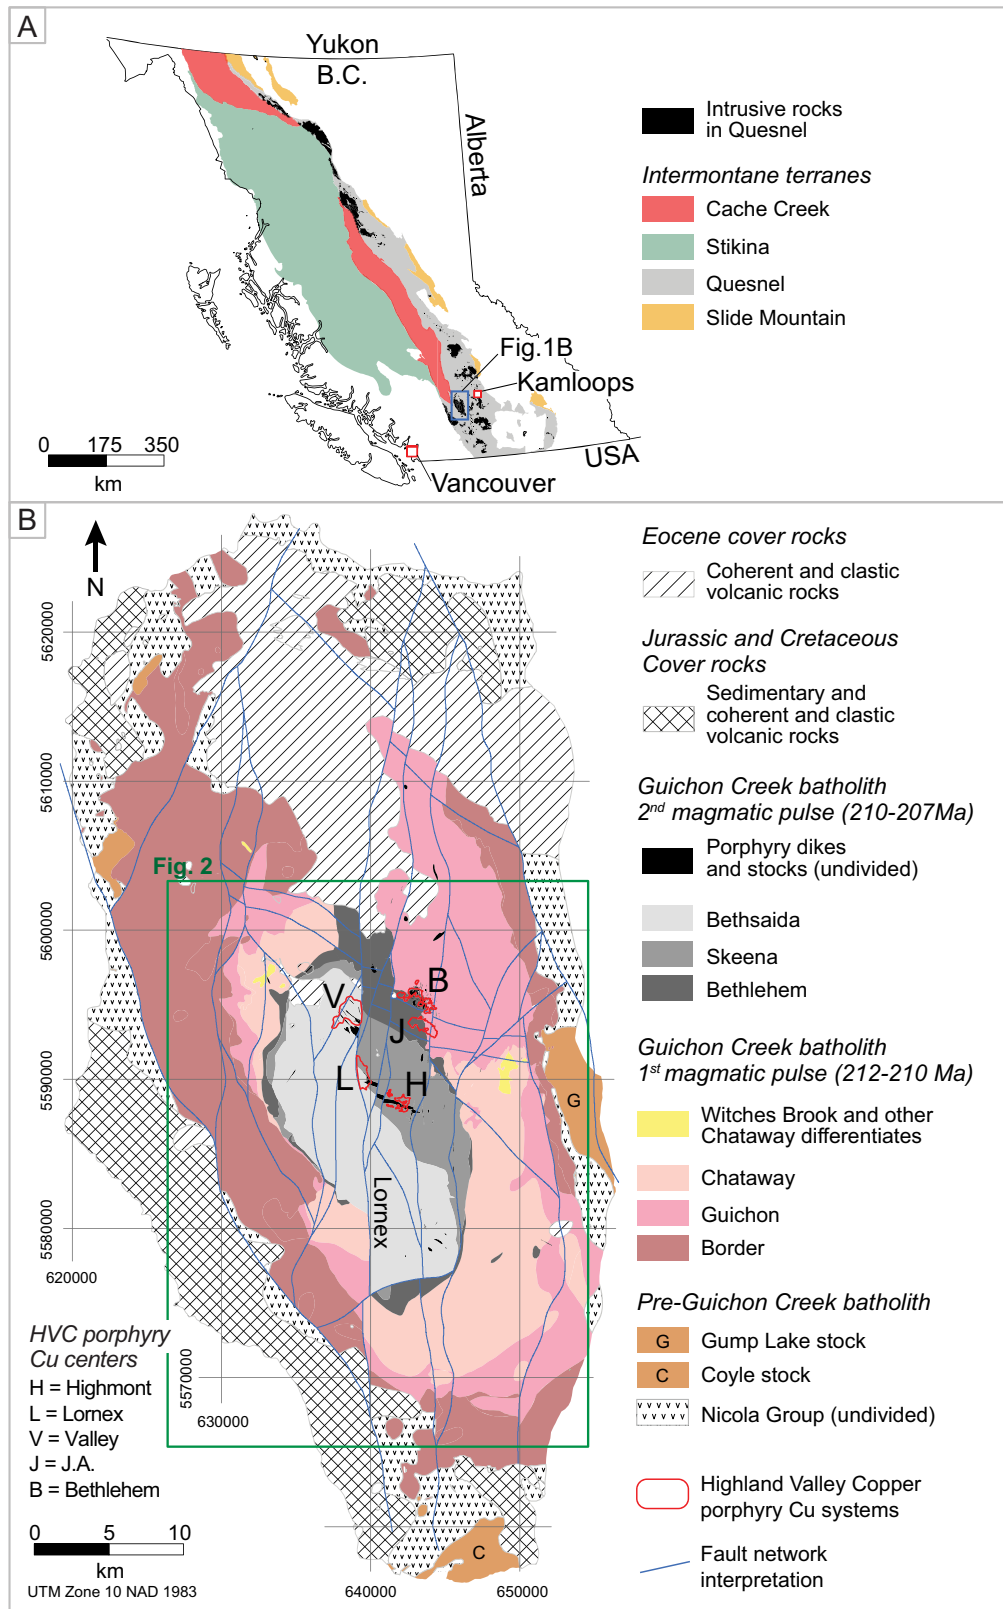 A
Yukon
B.C.
Alberta
Intrusive rocks
in Quesnel
Intermontane terranes
Cache Creek
Stikina
Quesnel
Slide Mountain
Fig.1B
Kamloops
USA
Vancouver
0 175 350
km
B
N
Eocene cover rocks
Coherent and clastic
volcanic rocks
Jurassic and Cretaceous
Cover rocks
Sedimentary and
coherent and clastic
volcanic rocks
Guichon Creek batholith
2nd magmatic pulse (210-207Ma)
Porphyry dikes
and stocks (undivided)
Bethsaida
Skeena
Bethlehem
Guichon Creek batholith
1st magmatic pulse (212-210 Ma)
Witches Brook and other
Chataway differentiates
Chataway
Guichon
Border
Pre-Guichon Creek batholith
G
Gump Lake stock
C
Coyle stock
Nicola Group (undivided)
Highland Valley Copper
porphyry Cu systems
Fault network
interpretation
5620000
5610000
5600000
5590000
5580000
5570000
620000
630000
640000
650000
Fig. 2
V
B
J
L
H
Lornex
G
C
HVC porphyry
Cu centers
H = Highmont
L = Lornex
V = Valley
J = J.A.
B = Bethlehem
0 5 10
km
UTM Zone 10 NAD 1983